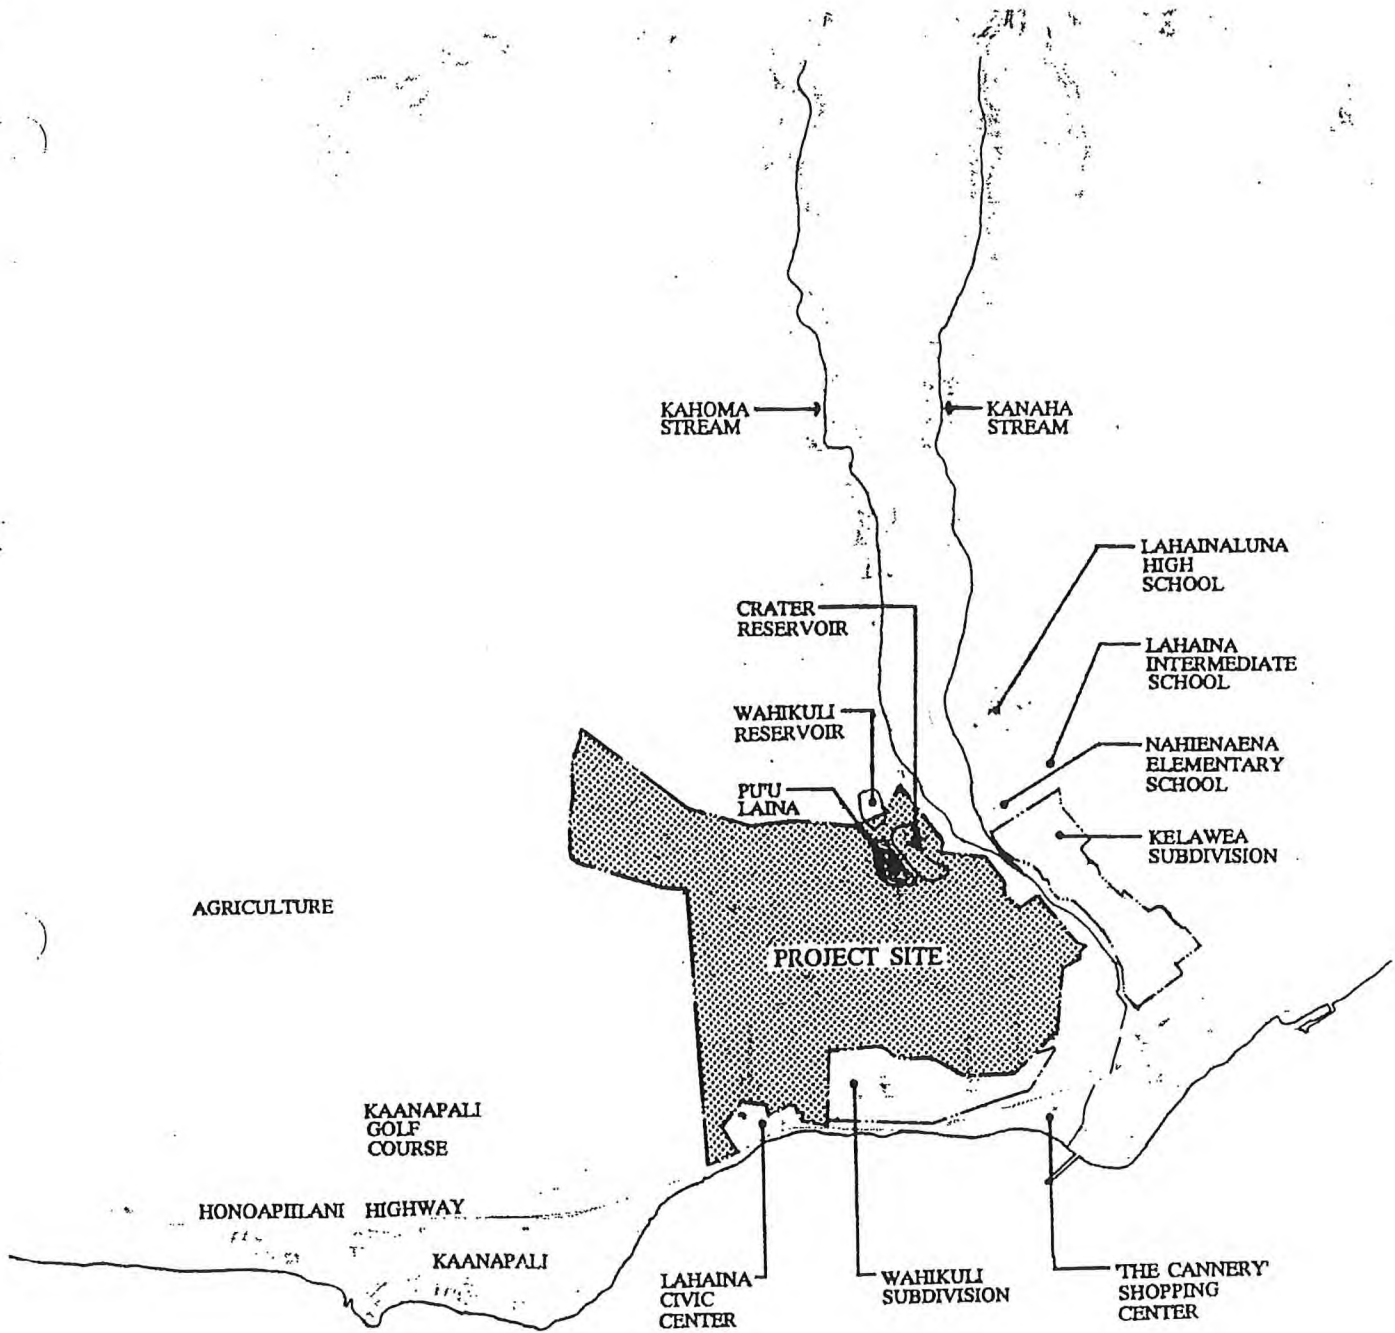 KAHOMA
STREAM
KANAHA
STREAM
LAHAINALUNA
HIGH
SCHOOL
CRATER
RESERVOIR
LAHAINA
INTERMEDIATE
SCHOOL
WAHIKULI
RESERVOIR
NAHIENAENA
ELEMENTARY
SCHOOL
PU'U
LAINA
KELAWEA
SUBDIVISION
AGRICULTURE
PROJECT SITE
KAANAPALI
GOLF
COURSE
HONOAPIILANI HIGHWAY
KAANAPALI
LAHAINA
CIVIC
CENTER
WAHIKULI
SUBDIVISION
'THE CANNERY'
SHOPPING
CENTER